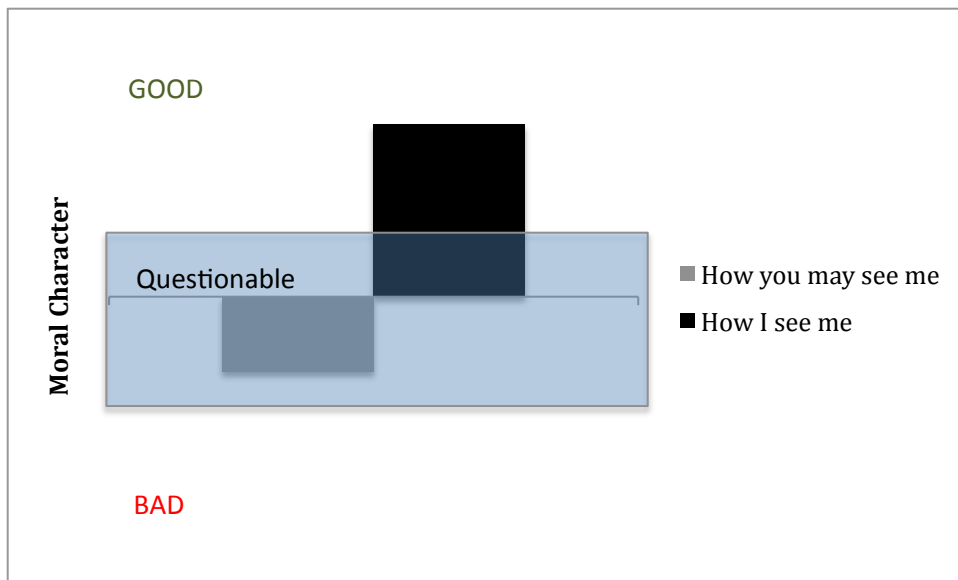 GOOD
Moral Character
Questionable
How you may see me
How I see me
BAD